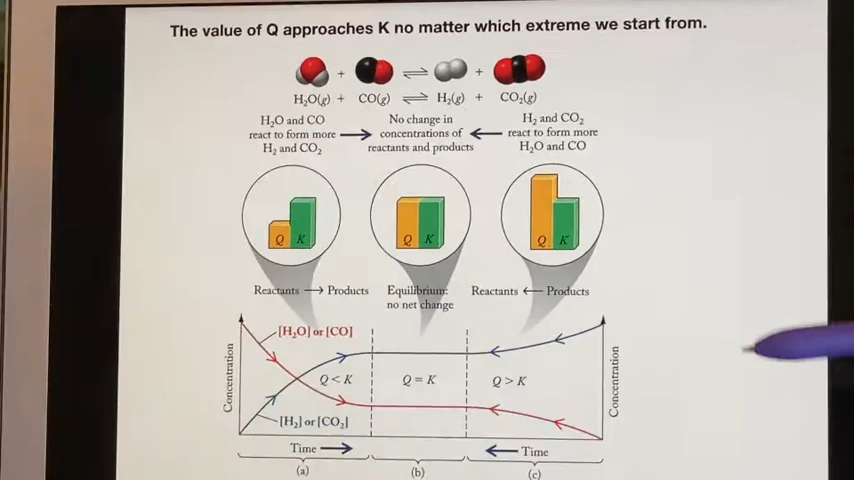 The value of Q approaches K no matter which extreme we start from.
+ ⇌ +
H₂O(g) + CO(g) ⇌ H₂(g) + CO₂(g)
H₂O and CO
react to form more
H₂ and CO₂
No change in
concentrations of
reactants and products
H₂ and CO₂
react to form more
H₂O and CO
Q K
Q K
Q K
Reactants → Products
Equilibrium:
no net change
Reactants ← Products
Concentration
[H₂O] or [CO]
Q < K
Q = K
Q > K
[H₂] or [CO₂]
Concentration
Time →
← Time
(a)
(b)
(c)